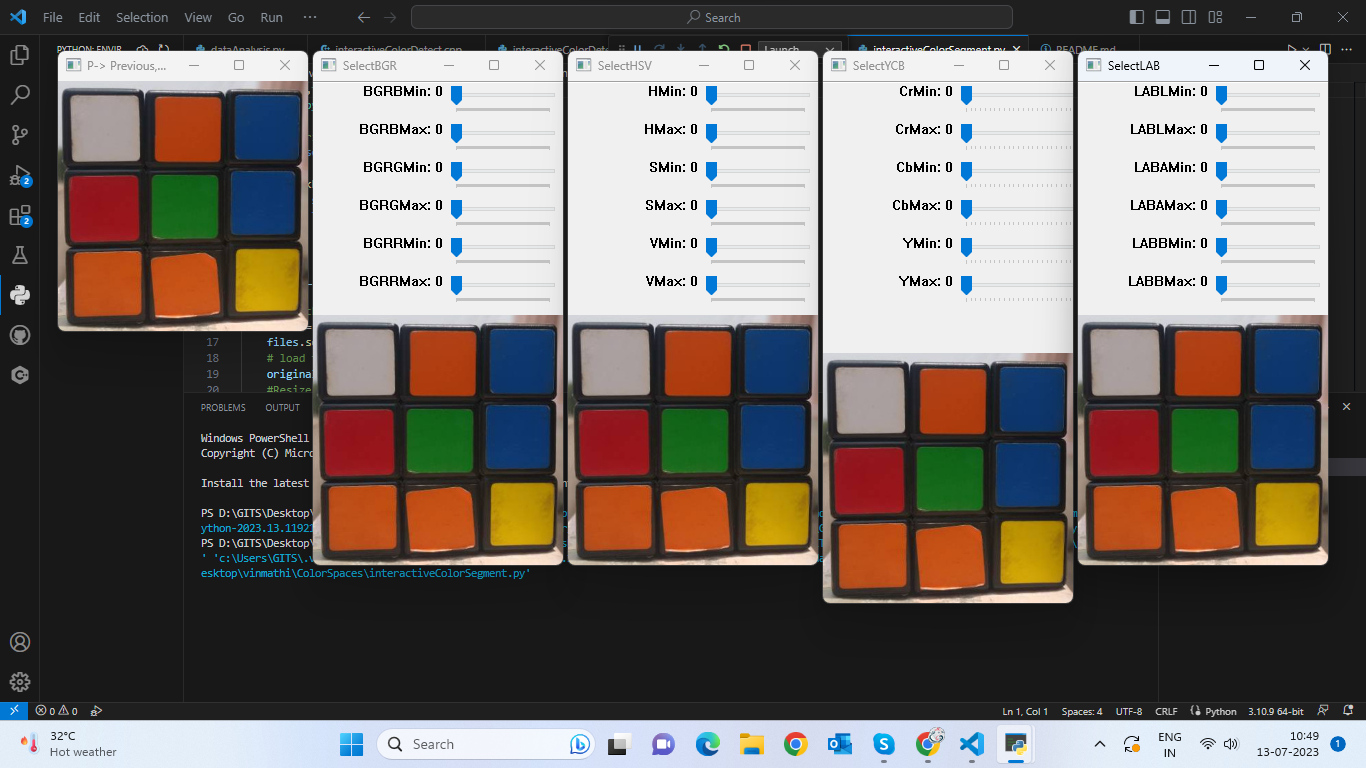 File Edit Selection View Go Run ··· Search
PYTHON: ENVIR
dataAnalysis.py interactiveColorDetect.cpp interactiveColorDete Launch interactiveColorSegment.py README.md
P-> Previous,...
SelectBGR
BGRBMin: 0
BGRBMax: 0
BGRGMin: 0
BGRGMax: 0
BGRRMin: 0
BGRRMax: 0
SelectHSV
HMin: 0
HMax: 0
SMin: 0
SMax: 0
VMin: 0
VMax: 0
SelectYCB
CrMin: 0
CrMax: 0
CbMin: 0
CbMax: 0
YMin: 0
YMax: 0
SelectLAB
LABLMin: 0
LABLMax: 0
LABAMin: 0
LABAMax: 0
LABBMin: 0
LABBMax: 0
2
2
17 files.so
18 # load
19 origina
20 #Resize
PROBLEMS OUTPUT
Windows PowerShell
Copyright (C) Micro
Install the latest
PS D:\GITS\Desktop\
ython-2023.13.11921
PS D:\GITS\Desktop\
' 'c:\Users\GITS\.v
esktop\vinmathi\ColorSpaces\interactiveColorSegment.py'
0 0 Ln 1, Col 1 Spaces: 4 UTF-8 CRLF Python 3.10.9 64-bit
32°C
Hot weather
Search
ENG
IN
10:49
13-07-2023
1